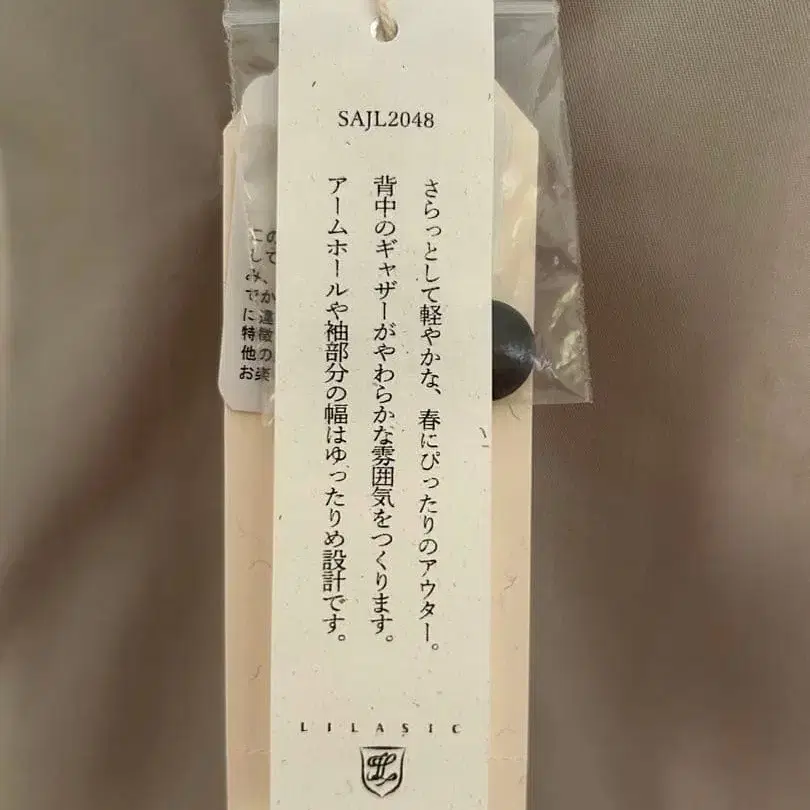 SAJL2048
さらっとして軽やかな、春にぴったりのアウター。
背中のギャザーがやわらかな雰囲気をつくります。
アームホールや袖部分の幅はゆったりめ設計です。
LILASIC